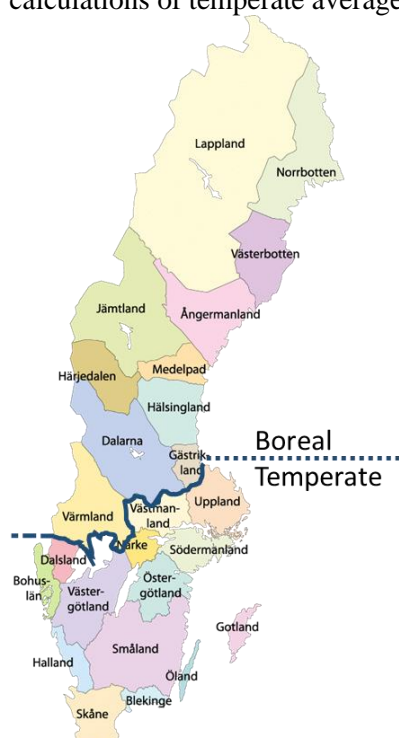 calculations of temperate average
Lappland
Norrbotten
Västerbotten
Jämtland
Ångermanland
Härjedalen
Medelpad
Hälsingland
Dalarna
Gästrik-
land
Boreal
Temperate
Värmland
Västman-
land
Uppland
Närke
Södermanland
Dalsland
Bohus-
län
Väster-
götland
Öster-
götland
Gotland
Småland
Halland
Öland
Blekinge
Skåne